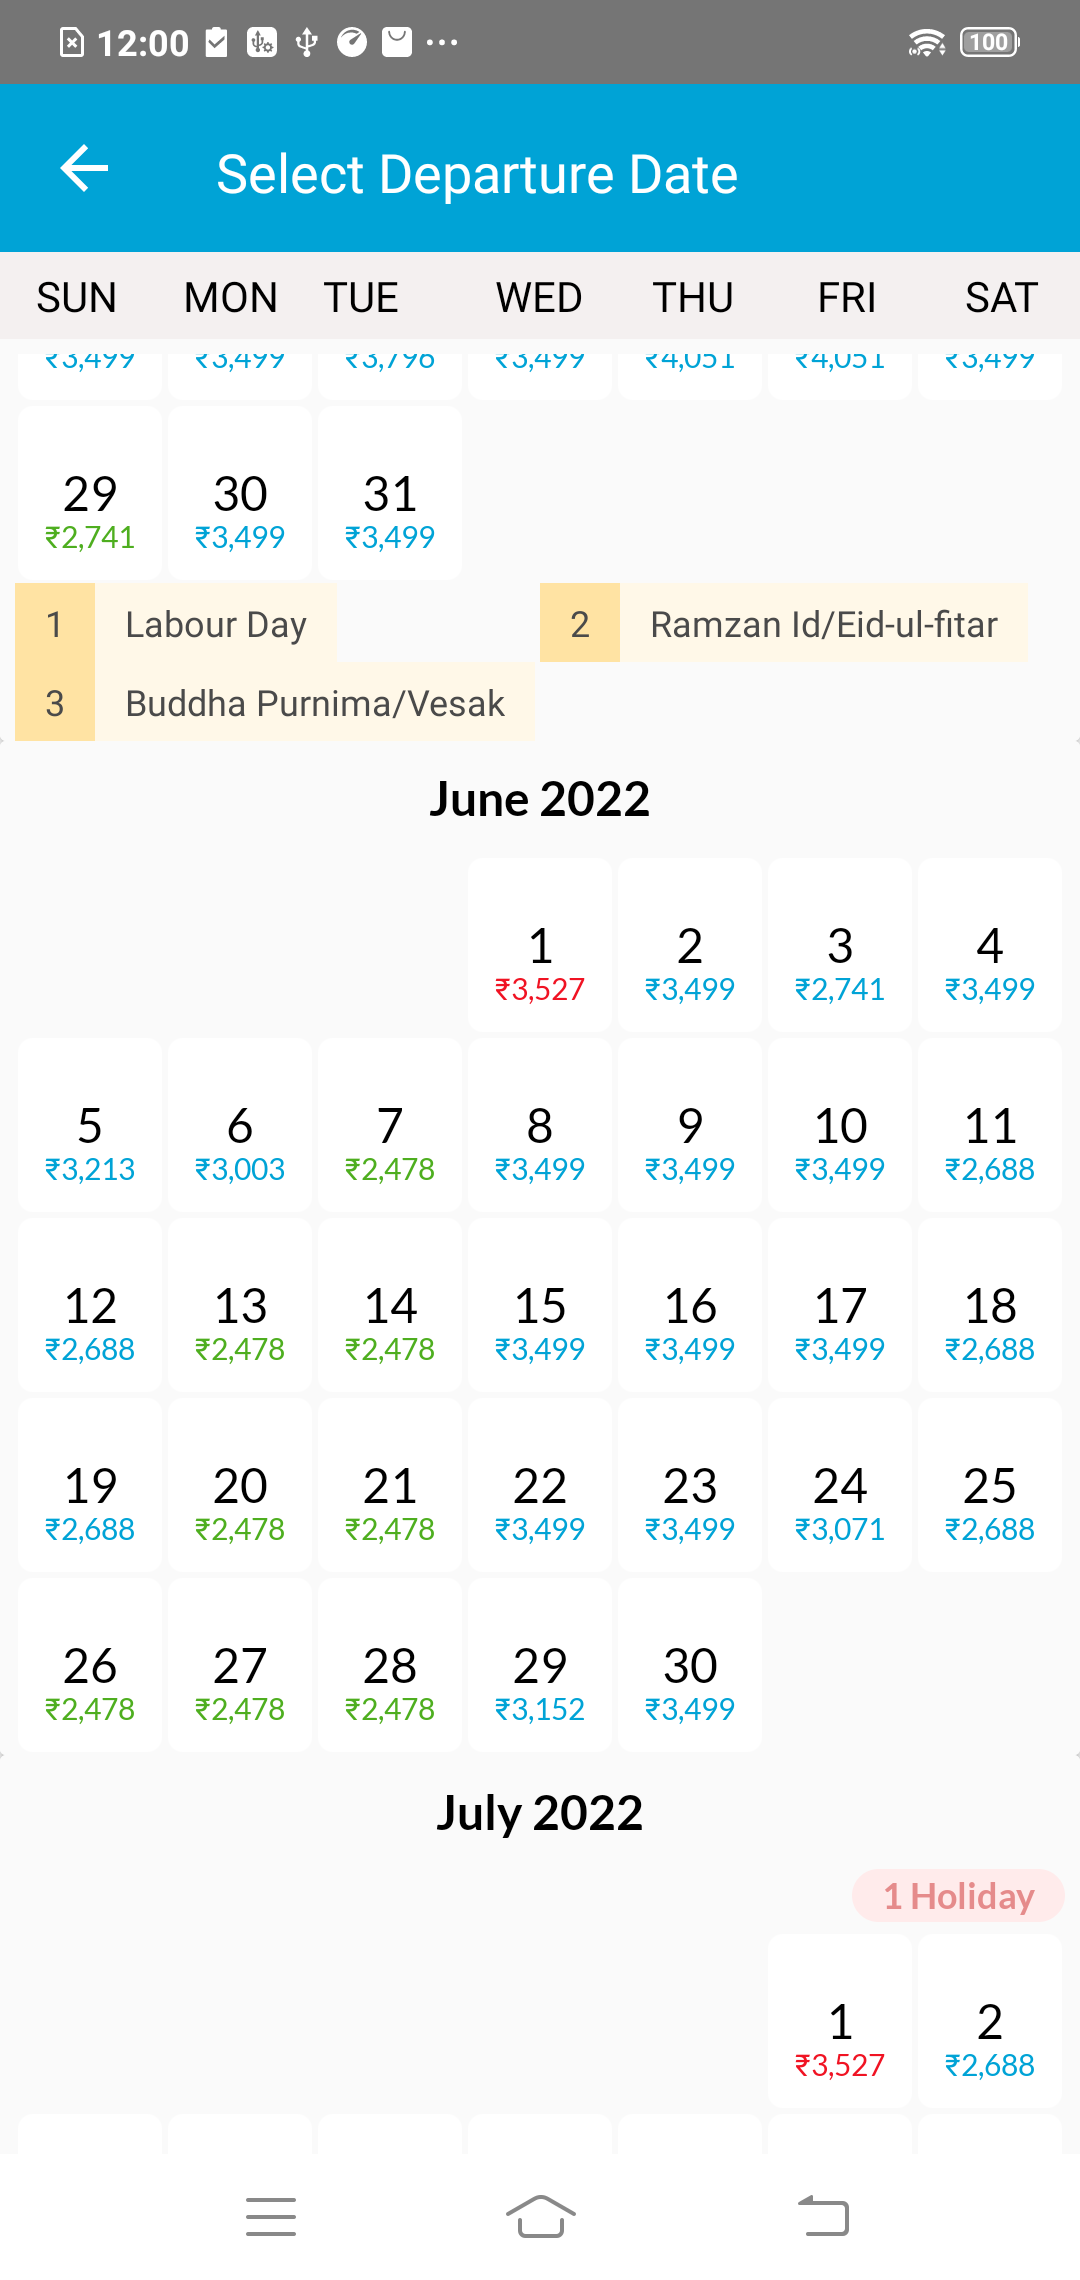 12:00
100
Select Departure Date
SUN MON TUE WED THU FRI SAT
₹3,499 ₹3,499 ₹3,796 ₹3,499 ₹4,051 ₹4,051 ₹3,499
29 30 31
₹2,741 ₹3,499 ₹3,499
1 Labour Day 2 Ramzan Id/Eid-ul-fitar
3 Buddha Purnima/Vesak
June 2022
1 2 3 4
₹3,527 ₹3,499 ₹2,741 ₹3,499
5 6 7 8 9 10 11
₹3,213 ₹3,003 ₹2,478 ₹3,499 ₹3,499 ₹3,499 ₹2,688
12 13 14 15 16 17 18
₹2,688 ₹2,478 ₹2,478 ₹3,499 ₹3,499 ₹3,499 ₹2,688
19 20 21 22 23 24 25
₹2,688 ₹2,478 ₹2,478 ₹3,499 ₹3,499 ₹3,071 ₹2,688
26 27 28 29 30
₹2,478 ₹2,478 ₹2,478 ₹3,152 ₹3,499
July 2022
1 Holiday
1 2
₹3,527 ₹2,688